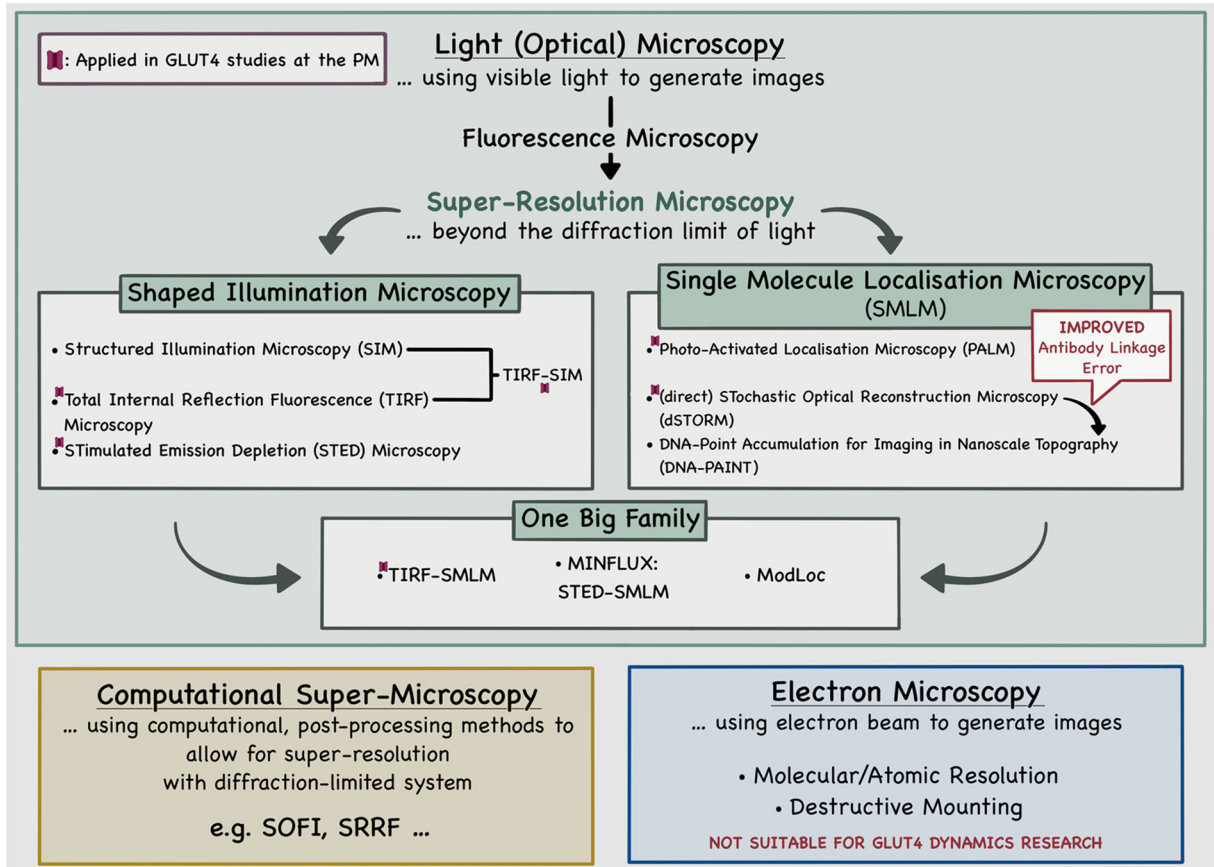 : Applied in GLUT4 studies at the PM
Light (Optical) Microscopy
... using visible light to generate images
Fluorescence Microscopy
Super-Resolution Microscopy
... beyond the diffraction limit of light
Shaped Illumination Microscopy
• Structured Illumination Microscopy (SIM)
• Total Internal Reflection Fluorescence (TIRF)
Microscopy
• STimulated Emission Depletion (STED) Microscopy
TIRF-SIM
Single Molecule Localisation Microscopy
(SMLM)
IMPROVED
Antibody Linkage
Error
• Photo-Activated Localisation Microscopy (PALM)
• (direct) STochastic Optical Reconstruction Microscopy
(dSTORM)
• DNA-Point Accumulation for Imaging in Nanoscale Topography
(DNA-PAINT)
One Big Family
• TIRF-SMLM
• MINFLUX:
STED-SMLM
• ModLoc
Computational Super-Microscopy
... using computational, post-processing methods to
allow for super-resolution
with diffraction-limited system
e.g. SOFI, SRRF ...
Electron Microscopy
... using electron beam to generate images
• Molecular/Atomic Resolution
• Destructive Mounting
NOT SUITABLE FOR GLUT4 DYNAMICS RESEARCH